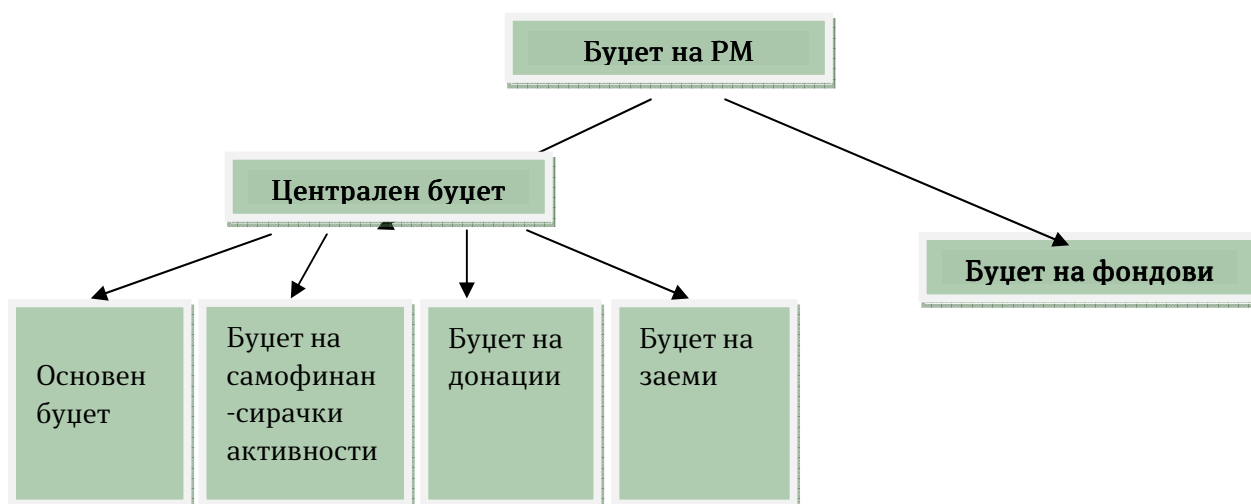 Буџет на РМ
Централен буџет
Буџет на фондови
Основен
буџет
Буџет на
самофинан
-сирачки
активности
Буџет на
донации
Буџет на
заеми